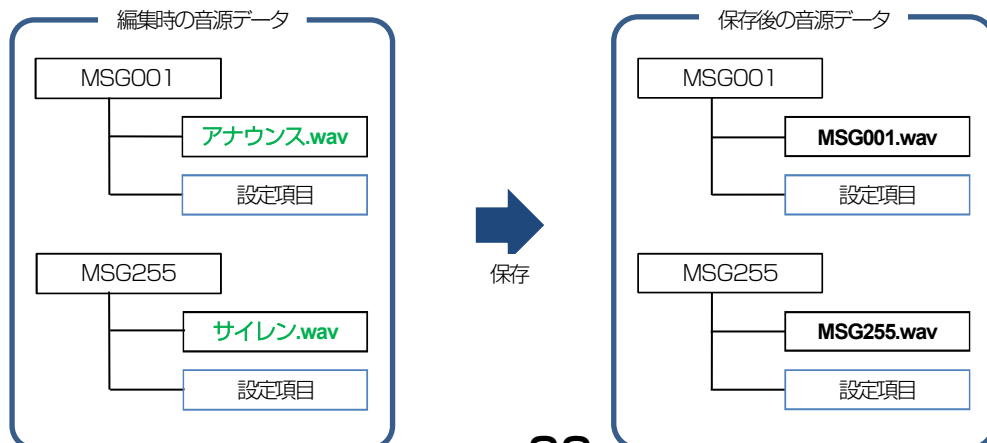 編集時の音源データ
MSG001
アナウンス.wav
設定項目
MSG255
サイレン.wav
設定項目
保存
保存後の音源データ
MSG001
MSG001.wav
設定項目
MSG255
MSG255.wav
設定項目